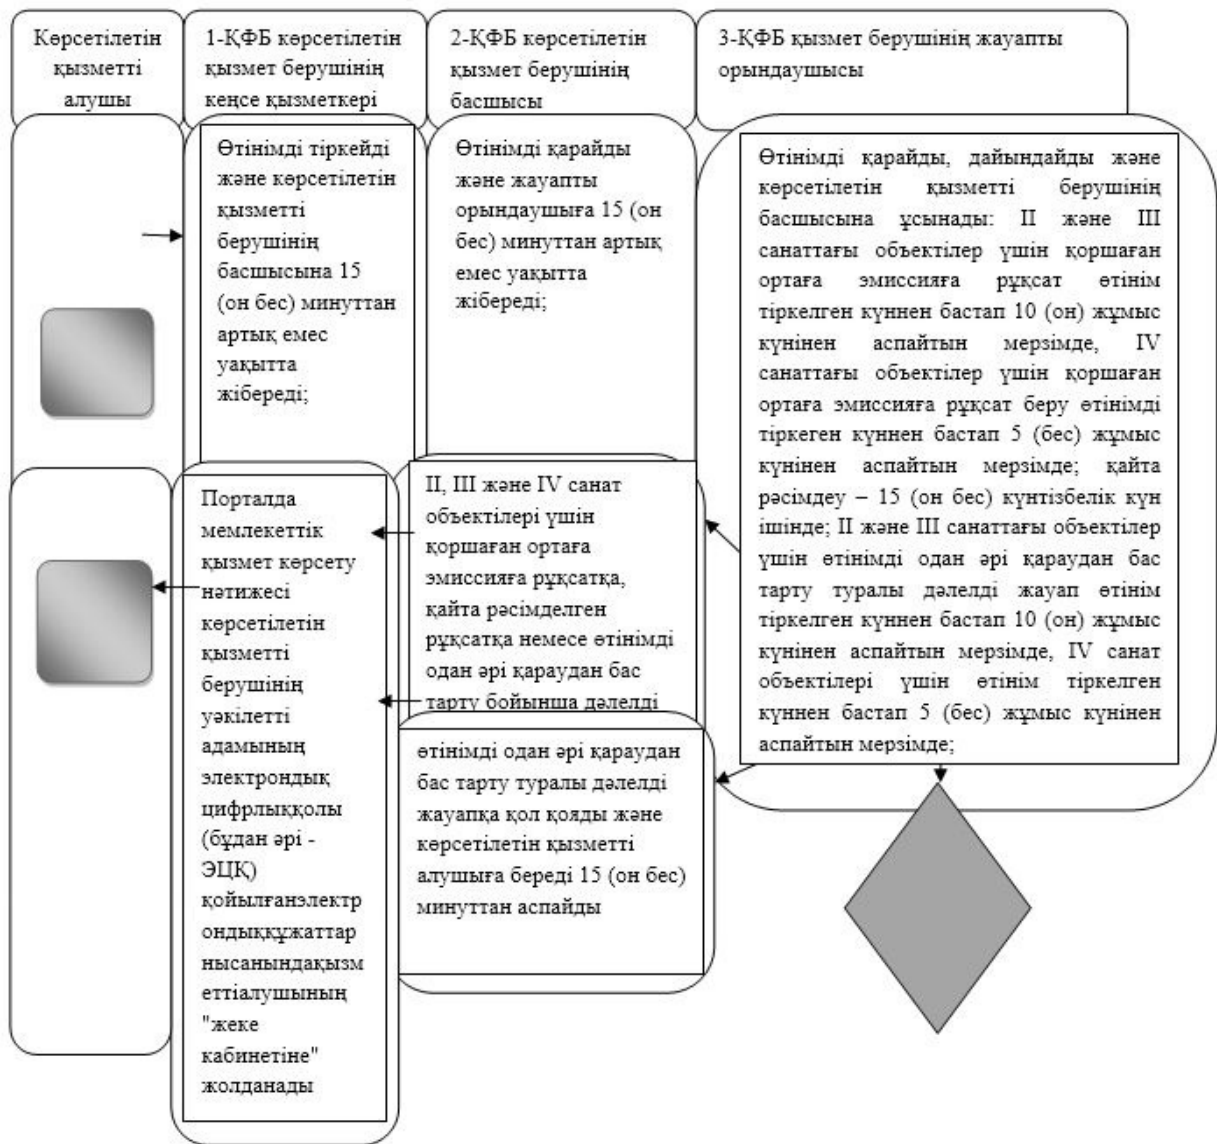 Көрсетілетін
қызметті
алушы
1-ҚФБ көрсетілетін
қызмет берушінің
кеңсе қызметкері
2-ҚФБ көрсетілетін
қызмет берушінің
басшысы
3-ҚФБ қызмет берушінің жауапты
орындаушысы
Өтінімді тіркейді
және көрсетілетін
қызметті
берушінің
басшысына 15
(он бес) минуттан
артық емес
уақытта
жібереді;
Өтінімді қарайды
және жауапты
орындаушыға 15 (он
бес) минуттан артық
емес уақытта
жібереді;
Өтінімді қарайды, дайындайды және
көрсетілетін қызметті берушінің
басшысына ұсынады: II және III
санаттағы объектілер үшін қоршаған
ортаға эмиссияға рұқсат өтінім
тіркелген күннен бастап 10 (он) жұмыс
күнінен аспайтын мерзімде, IV
санаттағы объектілер үшін қоршаған
ортаға эмиссияға рұқсат беру өтінімді
тіркеген күннен бастап 5 (бес) жұмыс
күнінен аспайтын мерзімде; қайта
рәсімдеу – 15 (он бес) күнтізбелік күн
ішінде; II және III санаттағы объектілер
үшін өтінімді одан әрі қараудан бас
тарту туралы дәлелді жауап өтінім
тіркелген күннен бастап 10 (он) жұмыс
күнінен аспайтын мерзімде, IV санат
объектілері үшін өтінім тіркелген
күннен бастап 5 (бес) жұмыс күнінен
аспайтын мерзімде;
Порталда
мемлекеттік
қызмет көрсету
нәтижесі
көрсетілетін
қызметті
берушінің
уәкілетті
адамының
электрондық
цифрлыққолы
(бұдан әрі -
ЭЦҚ)
қойылғанэлектр
ондыққұжаттар
нысанындақызм
еттіалушының
"жеке
кабинетіне"
жолданады
II, III және IV санат
объектілері үшін
қоршаған ортаға
эмиссияға рұқсатқа,
қайта рәсімделген
рұқсатқа немесе өтінімді
одан әрі қараудан бас
тарту бойынша дәлелді
өтінімді одан әрі қараудан
бас тарту туралы дәлелді
жауапқа қол қояды және
көрсетілетін қызметті
алушыға береді 15 (он бес)
минуттан аспайды